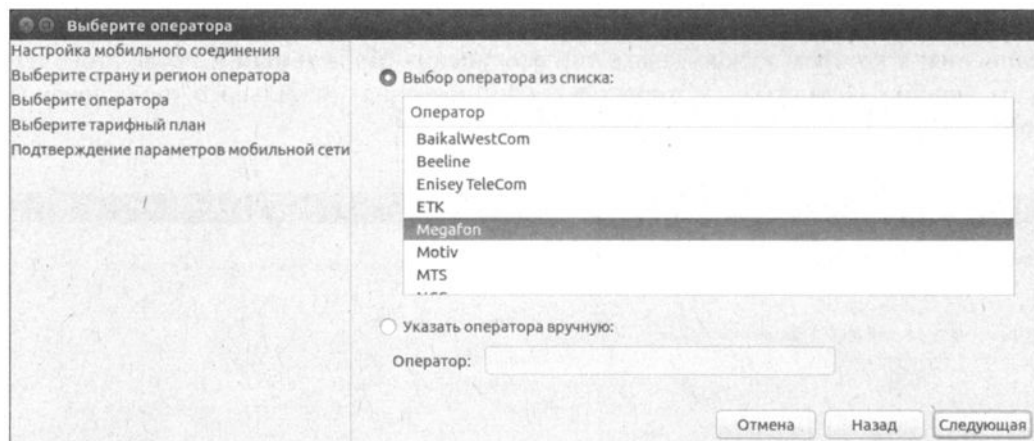 Выберите оператора
Настройка мобильного соединения
Выберите страну и регион оператора
Выберите оператора
Выберите тарифный план
Подтверждение параметров мобильной сети
Выбор оператора из списка:
Оператор
BaikalWestCom
Beeline
Enisey TeleCom
ETK
Megafon
Motiv
MTS
Указать оператора вручную:
Оператор:
Отмена
Назад
Следующая